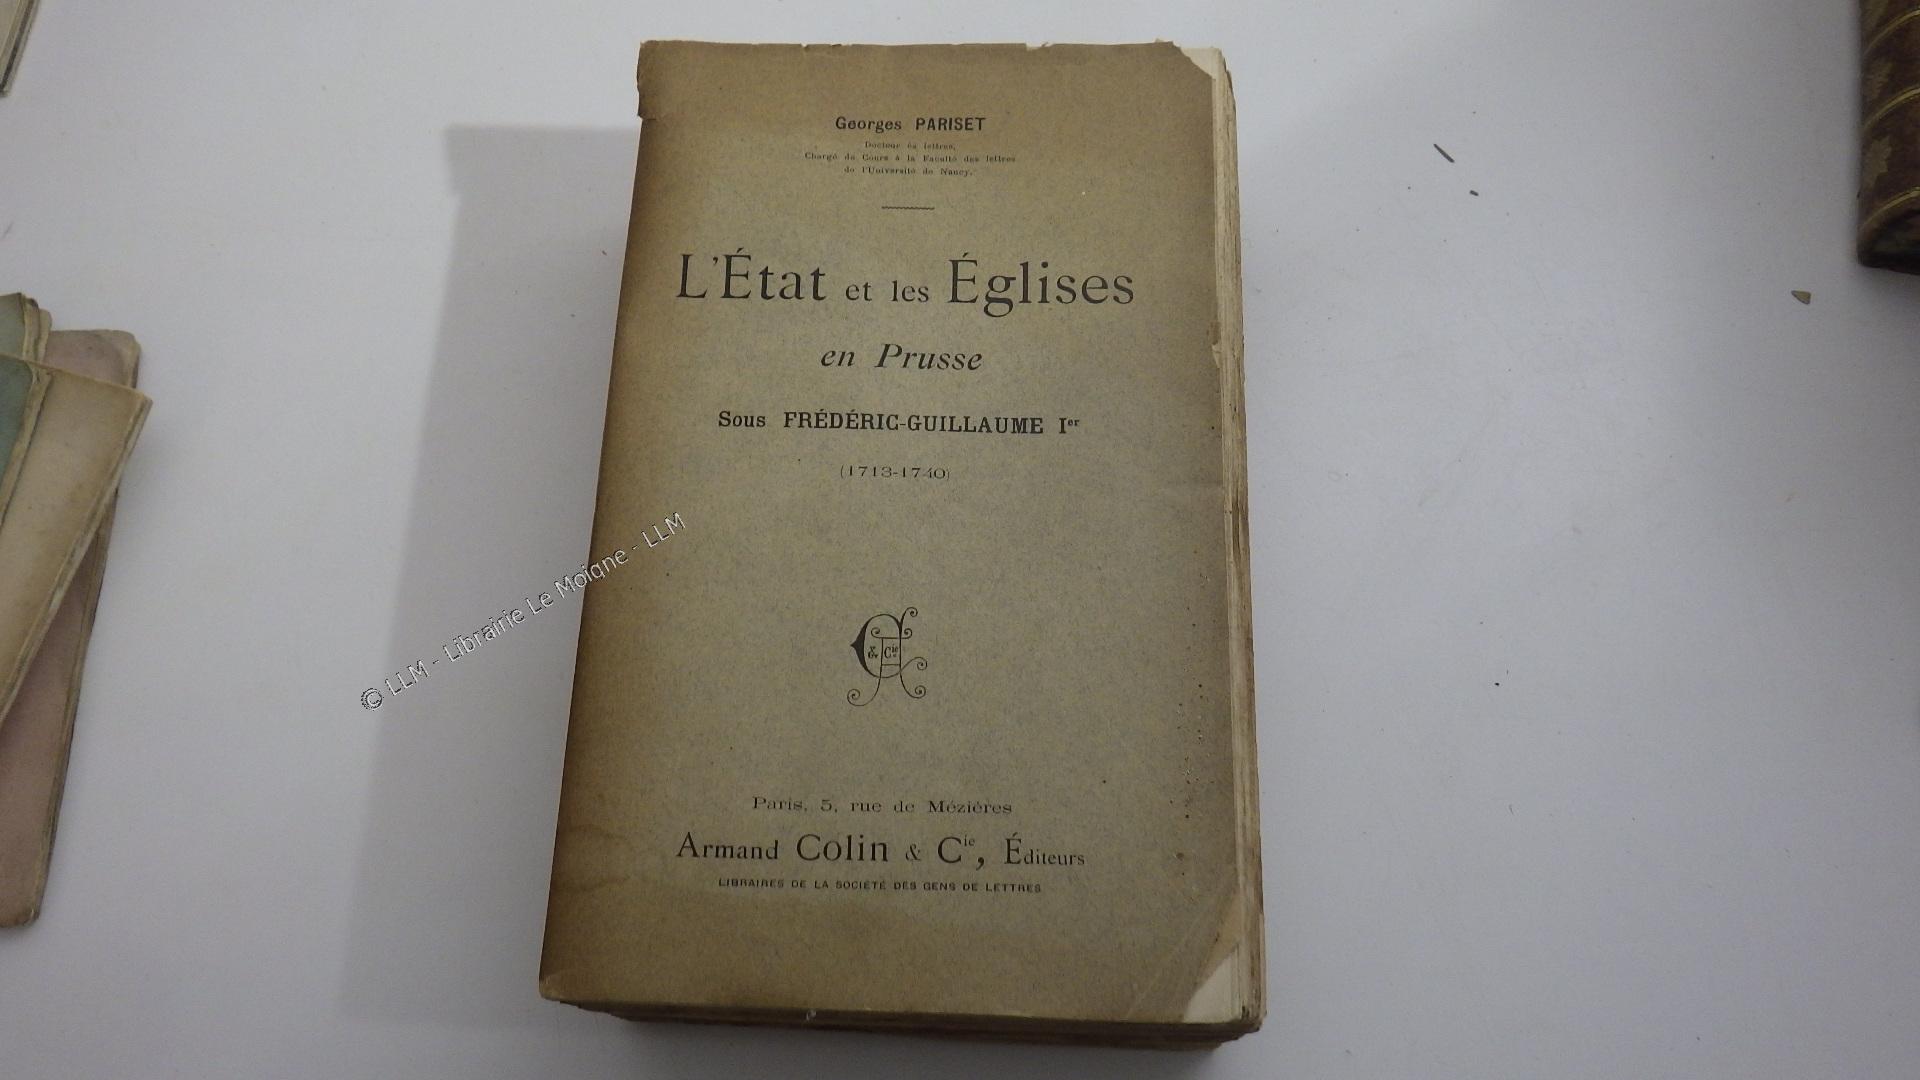 Georges PARISET
Docteur ès lettres,
Chargé de Cours à la Faculté des lettres
de l'Université de Nancy.
L'État et les Églises
en Prusse
Sous FRÉDÉRIC-GUILLAUME Ier
(1713-1740)
& Cie
Paris, 5, rue de Mézières
Armand Colin & Cie, Éditeurs
LIBRAIRES DE LA SOCIÉTÉ DES GENS DE LETTRES
© LLM - Librairie Le Moigne - LLM